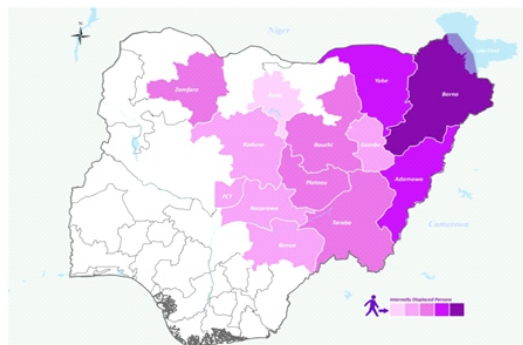 N
Niger
Lake Chad
Yobe
Borno
Zamfara
Kano
Kaduna
Bauchi
Gombe
Adamawa
Plateau
FCT
Nasarawa
Taraba
Cameroon
Benue
Internally Displaced Persons